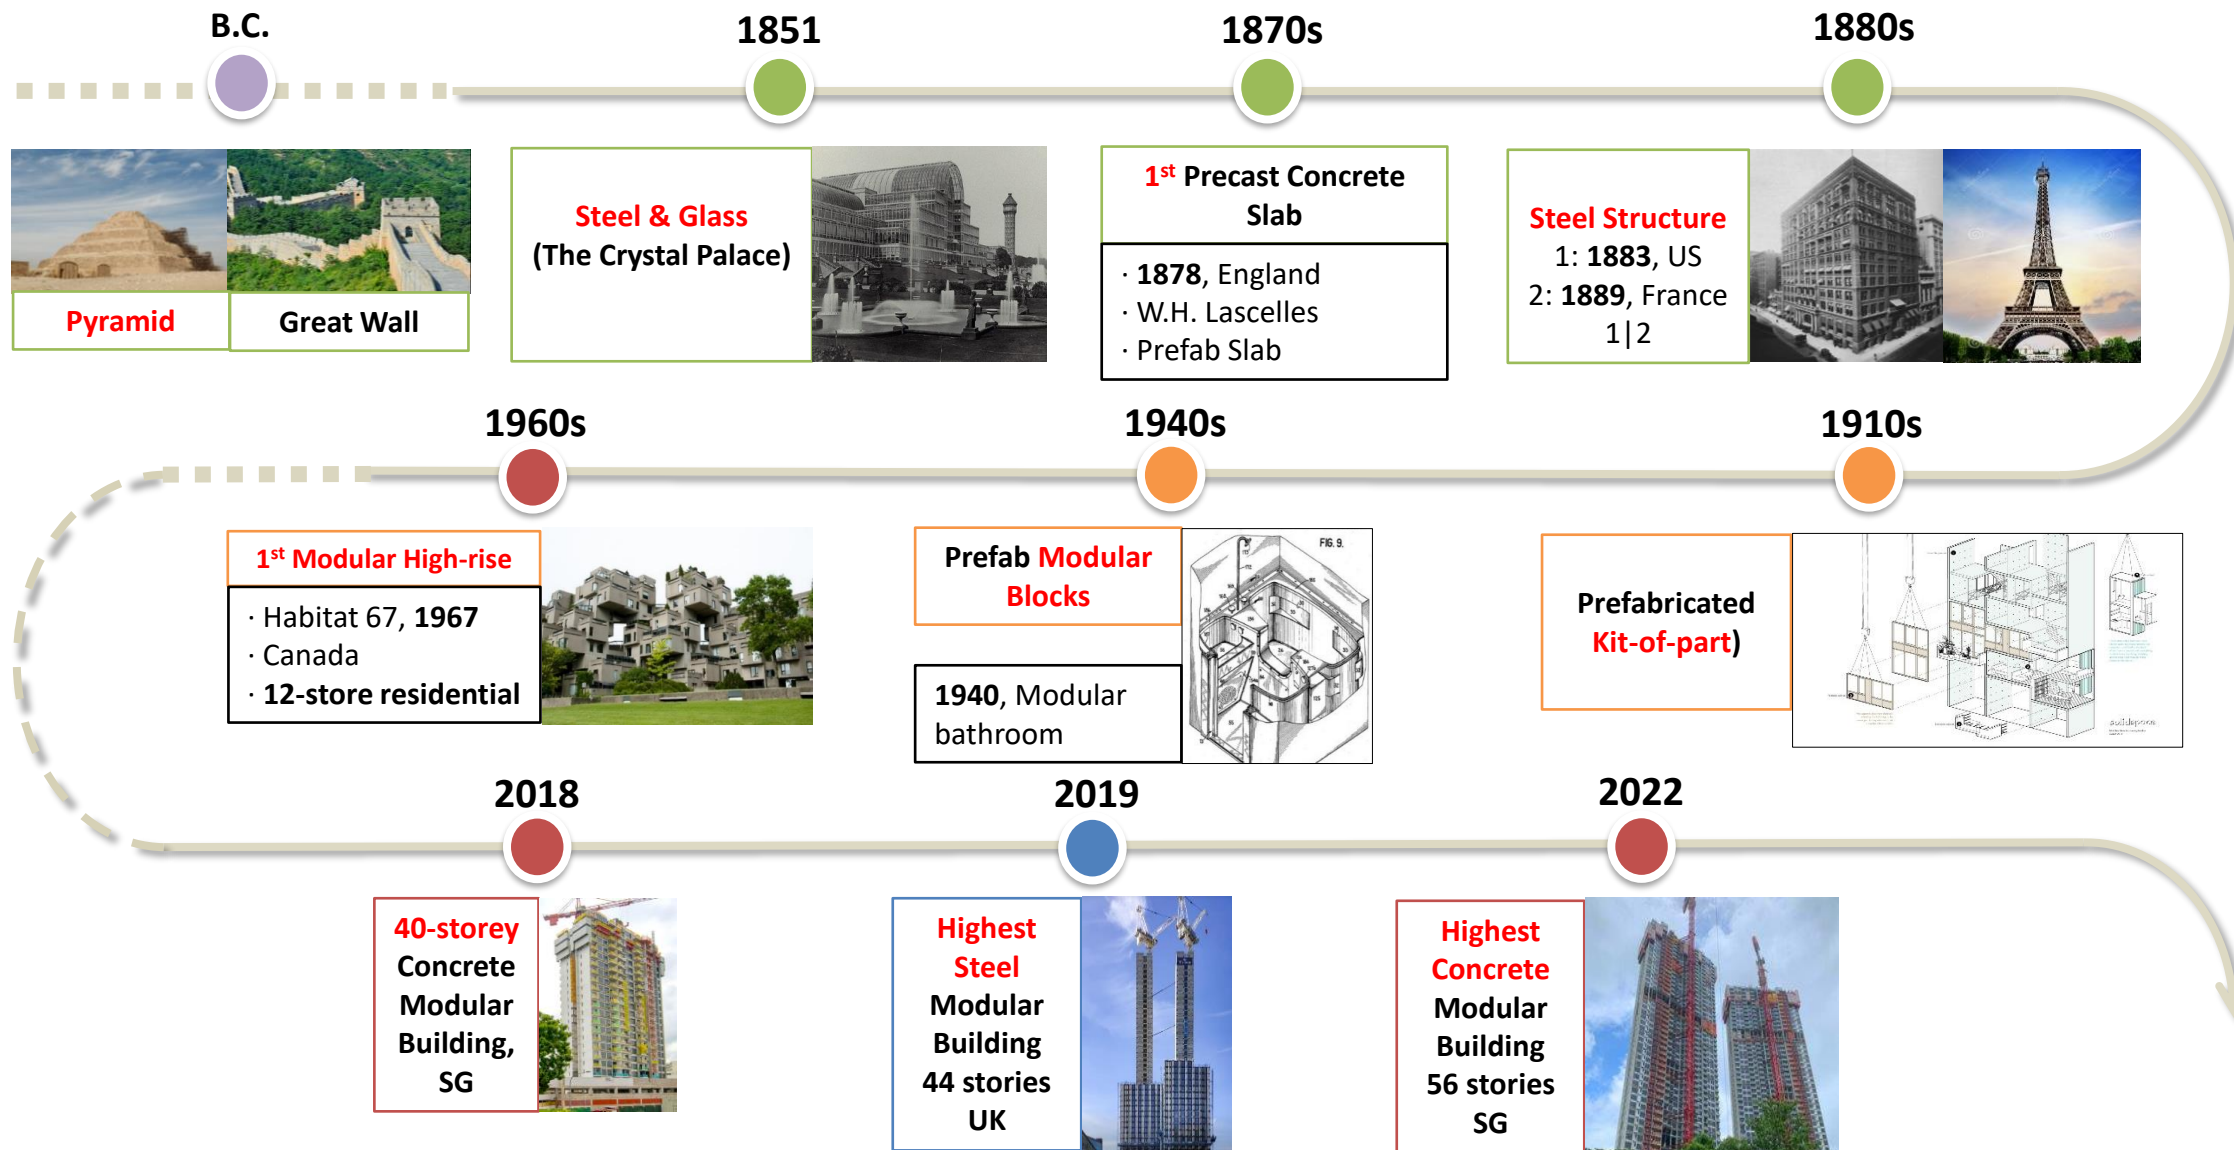 B.C.
1851
1870s
1880s
Pyramid
Great Wall
Steel & Glass
(The Crystal Palace)
1st Precast Concrete
Slab
· 1878, England
· W.H. Lascelles
· Prefab Slab
Steel Structure
1: 1883, US
2: 1889, France
1|2
1960s
1940s
1910s
1st Modular High-rise
· Habitat 67, 1967
· Canada
· 12-store residential
Prefab Modular
Blocks
1940, Modular
bathroom
FIG. 9.
Prefabricated
Kit-of-part)
solidspace
2018
2019
2022
40-storey
Concrete
Modular
Building,
SG
Highest
Steel
Modular
Building
44 stories
UK
Highest
Concrete
Modular
Building
56 stories
SG